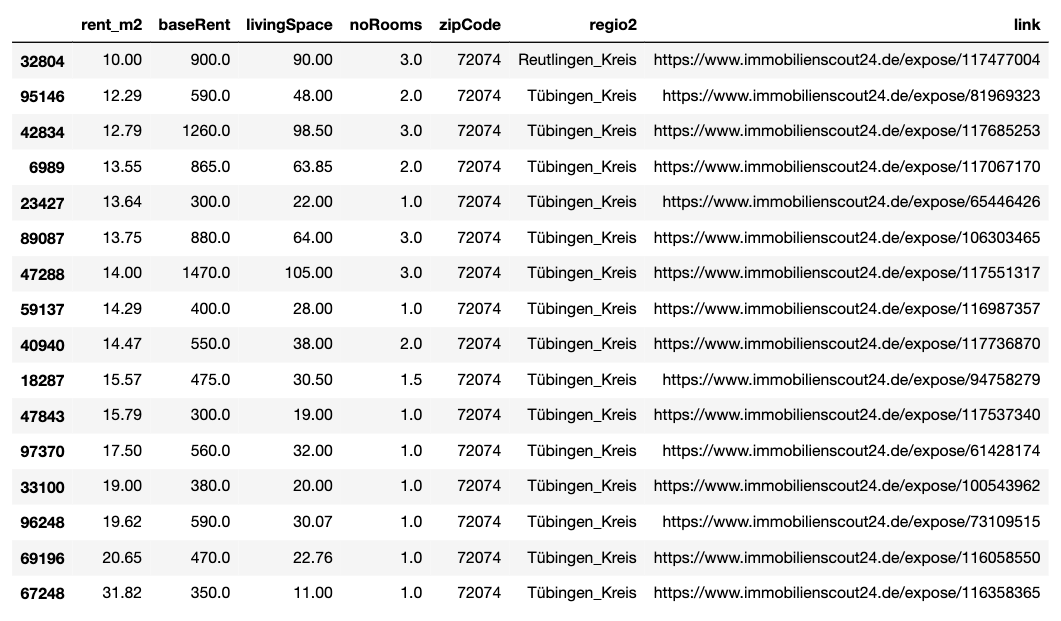 rent_m2 baseRent livingSpace noRooms zipCode regio2 link
32804 10.00 900.0 90.00 3.0 72074 Reutlingen_Kreis https://www.immobilienscout24.de/expose/117477004
95146 12.29 590.0 48.00 2.0 72074 Tübingen_Kreis https://www.immobilienscout24.de/expose/81969323
42834 12.79 1260.0 98.50 3.0 72074 Tübingen_Kreis https://www.immobilienscout24.de/expose/117685253
6989 13.55 865.0 63.85 2.0 72074 Tübingen_Kreis https://www.immobilienscout24.de/expose/117067170
23427 13.64 300.0 22.00 1.0 72074 Tübingen_Kreis https://www.immobilienscout24.de/expose/65446426
89087 13.75 880.0 64.00 3.0 72074 Tübingen_Kreis https://www.immobilienscout24.de/expose/106303465
47288 14.00 1470.0 105.00 3.0 72074 Tübingen_Kreis https://www.immobilienscout24.de/expose/117551317
59137 14.29 400.0 28.00 1.0 72074 Tübingen_Kreis https://www.immobilienscout24.de/expose/116987357
40940 14.47 550.0 38.00 2.0 72074 Tübingen_Kreis https://www.immobilienscout24.de/expose/117736870
18287 15.57 475.0 30.50 1.5 72074 Tübingen_Kreis https://www.immobilienscout24.de/expose/94758279
47843 15.79 300.0 19.00 1.0 72074 Tübingen_Kreis https://www.immobilienscout24.de/expose/117537340
97370 17.50 560.0 32.00 1.0 72074 Tübingen_Kreis https://www.immobilienscout24.de/expose/61428174
33100 19.00 380.0 20.00 1.0 72074 Tübingen_Kreis https://www.immobilienscout24.de/expose/100543962
96248 19.62 590.0 30.07 1.0 72074 Tübingen_Kreis https://www.immobilienscout24.de/expose/73109515
69196 20.65 470.0 22.76 1.0 72074 Tübingen_Kreis https://www.immobilienscout24.de/expose/116058550
67248 31.82 350.0 11.00 1.0 72074 Tübingen_Kreis https://www.immobilienscout24.de/expose/116358365